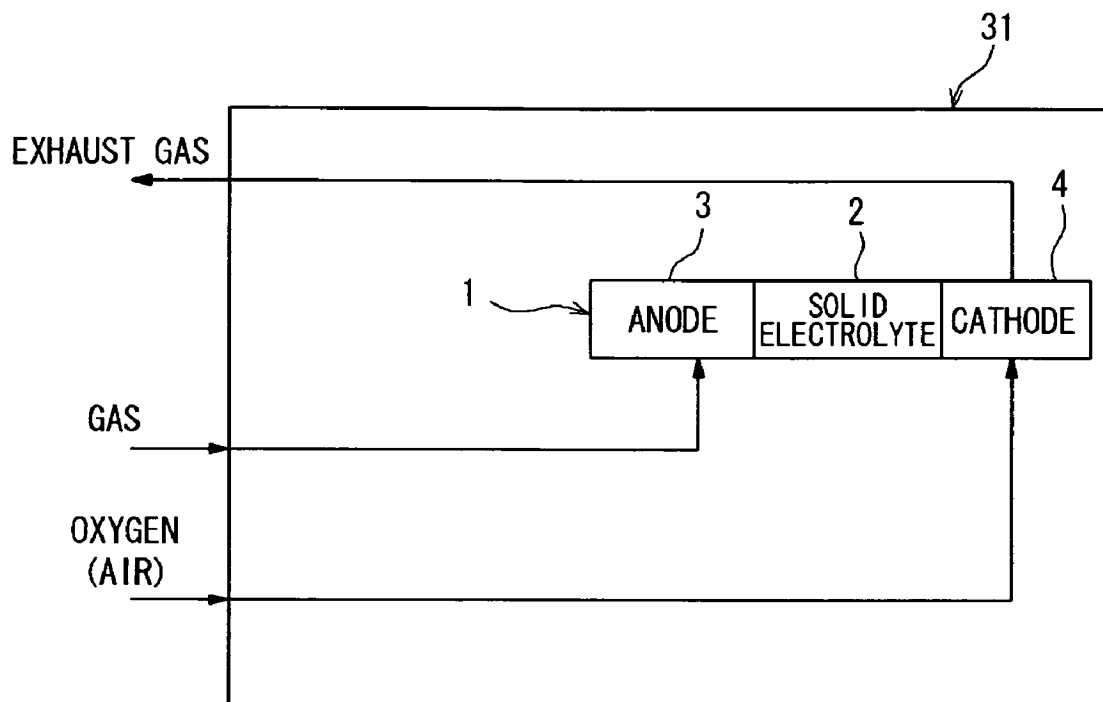 31
EXHAUST GAS
3
2
4
1
ANODE
SOLID
ELECTROLYTE
CATHODE
GAS
OXYGEN
(AIR)